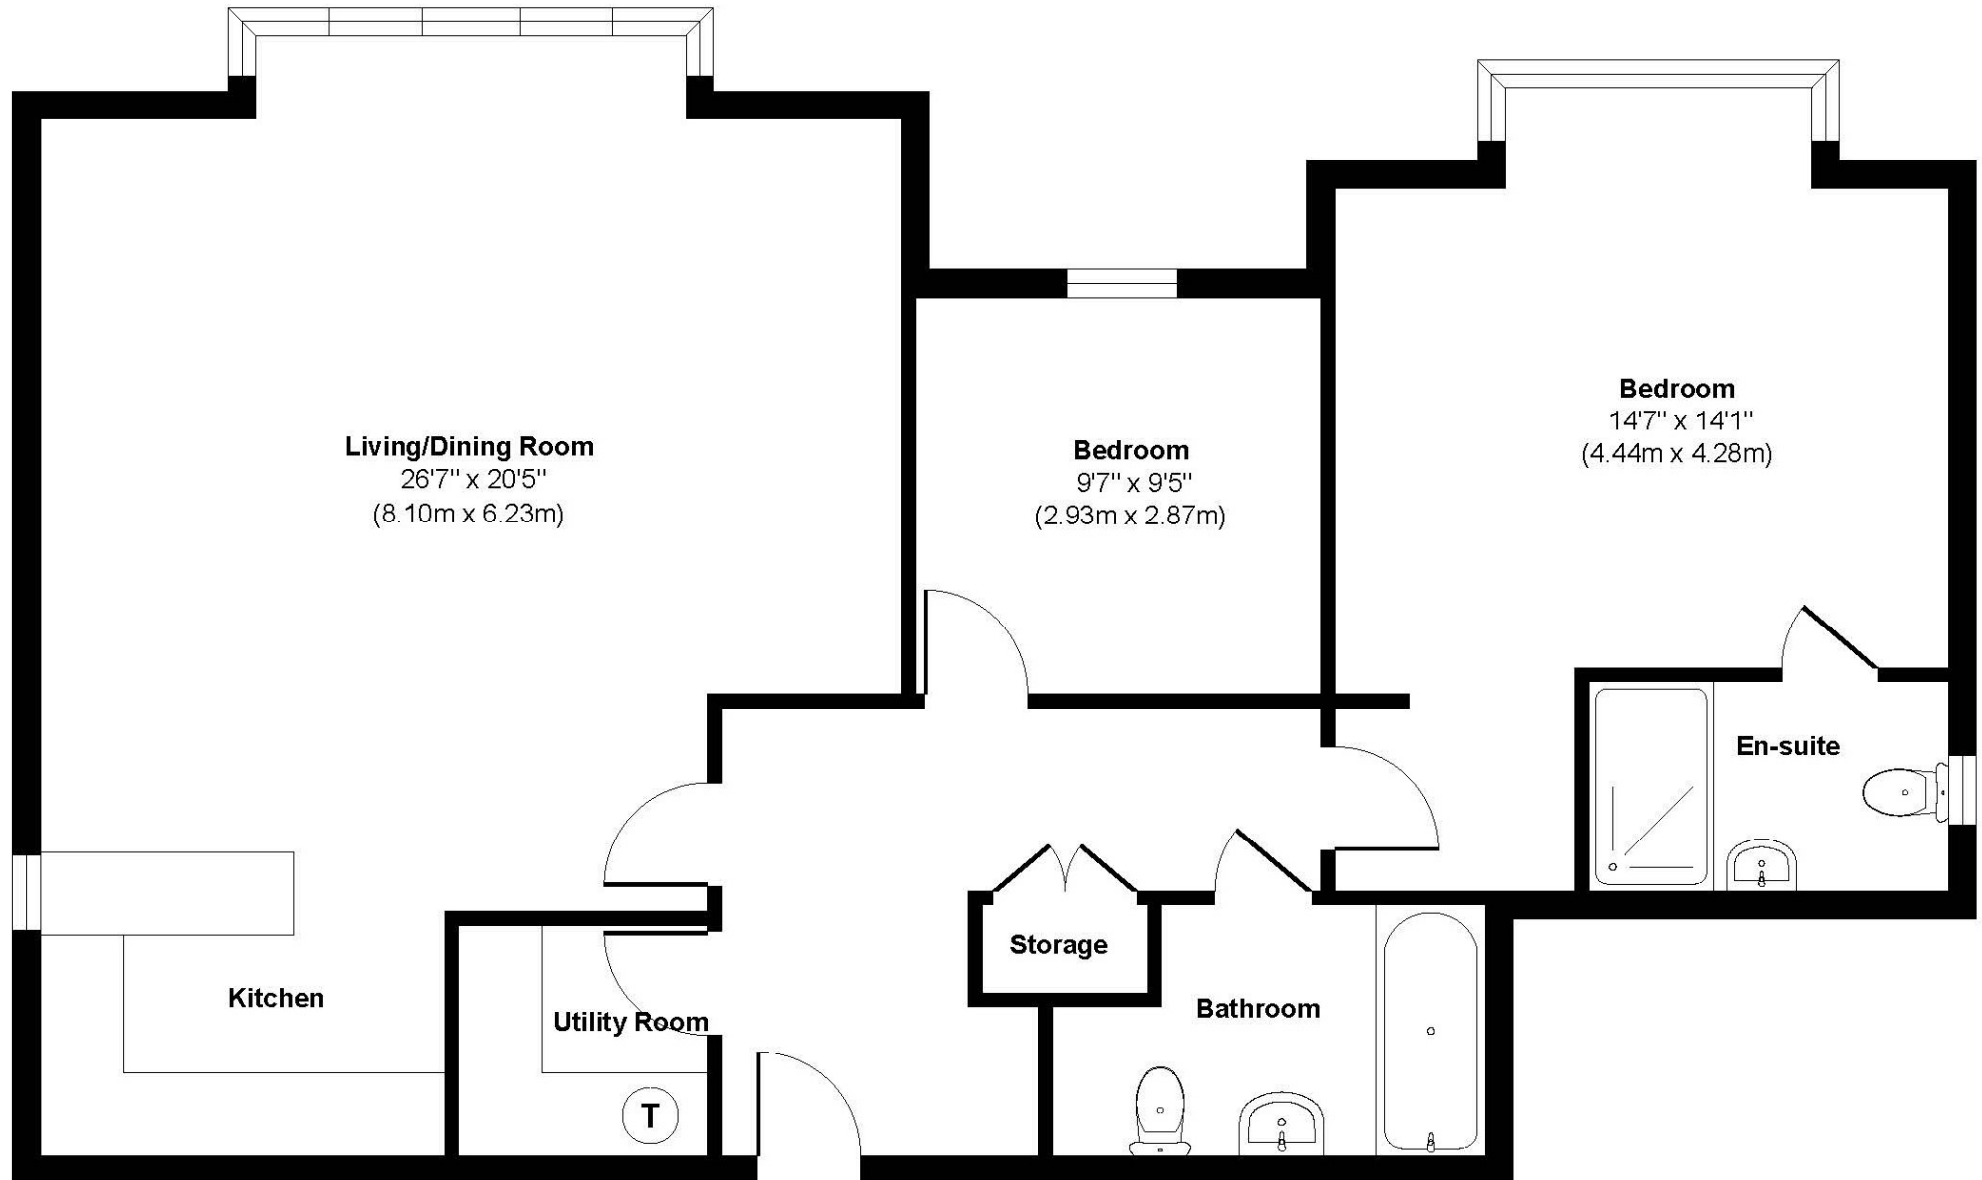 Living/Dining Room
26'7" x 20'5"
(8.10m x 6.23m)
Bedroom
9'7" x 9'5"
(2.93m x 2.87m)
Bedroom
14'7" x 14'1"
(4.44m x 4.28m)
En-suite
Storage
Kitchen
Utility Room
Bathroom
T